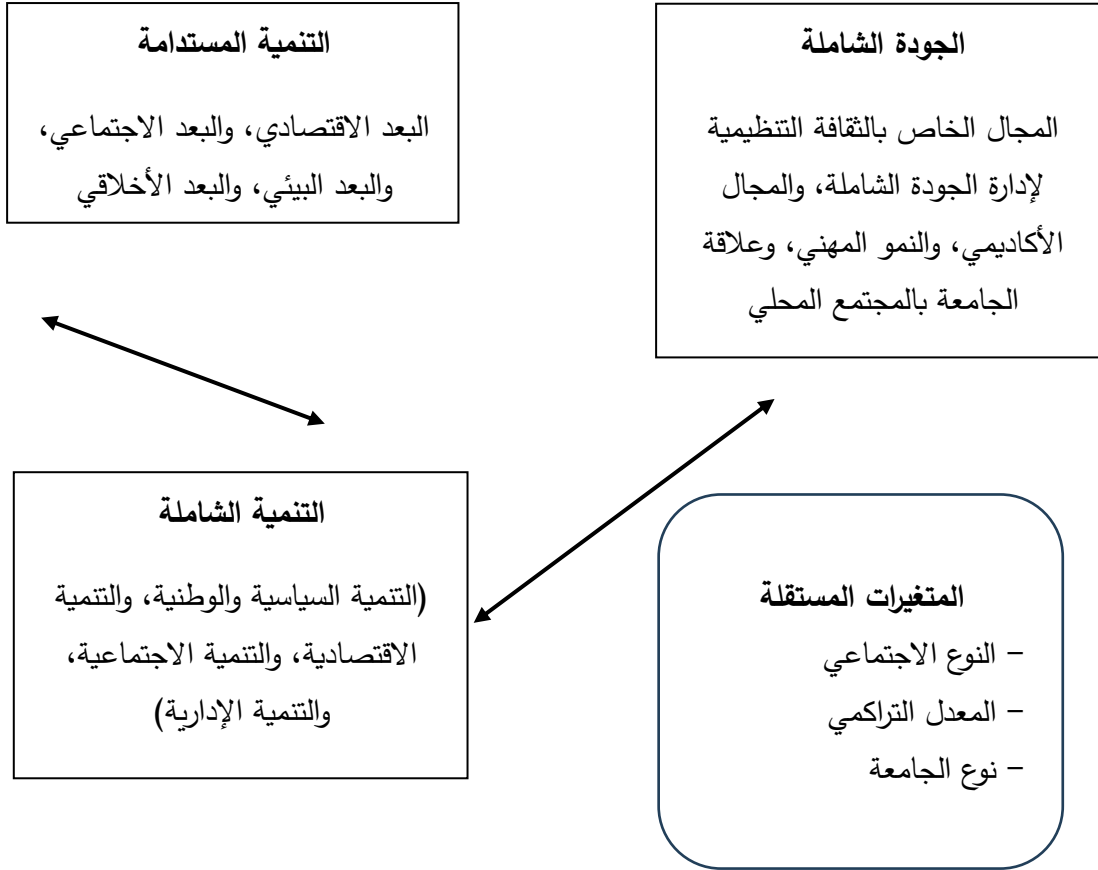 الجودة الشاملة
المجال الخاص بالثقافة التنظيمية
لإدارة الجودة الشاملة، والمجال
الأكاديمي، والنمو المهني، وعلاقة
الجامعة بالمجتمع المحلي
التنمية المستدامة
البعد الاقتصادي، والبعد الاجتماعي،
والبعد البيئي، والبعد الأخلاقي
المتغيرات المستقلة
- النوع الاجتماعي
- المعدل التراكمي
- نوع الجامعة
التنمية الشاملة
(التنمية السياسية والوطنية، والتنمية
الاقتصادية، والتنمية الاجتماعية،
والتنمية الإدارية)